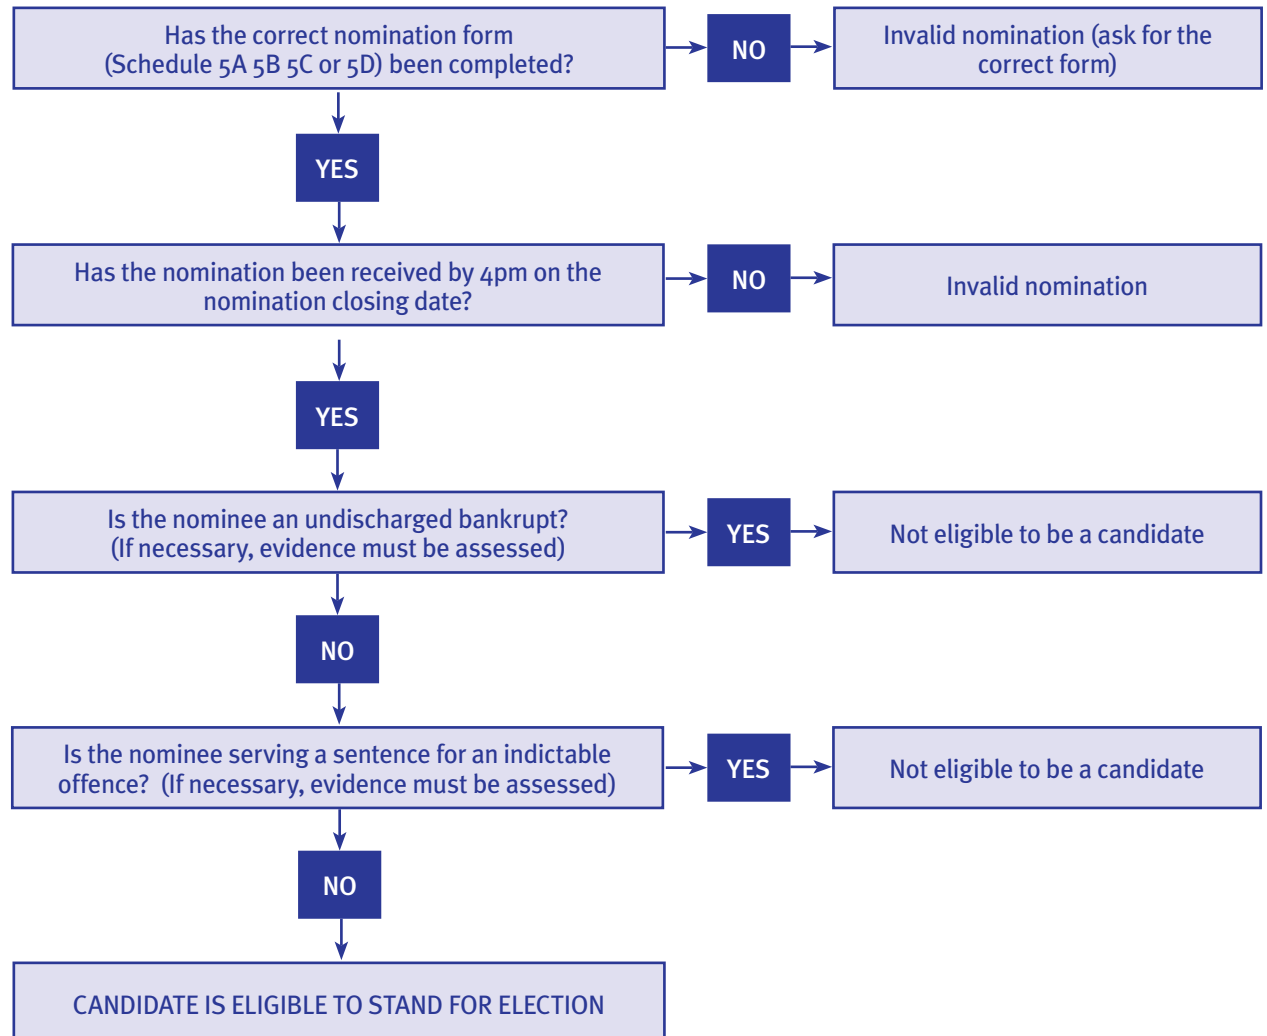 Has the correct nomination form
(Schedule 5A 5B 5C or 5D) been completed?
NO
Invalid nomination (ask for the
correct form)
YES
Has the nomination been received by 4pm on the
nomination closing date?
NO
Invalid nomination
YES
Is the nominee an undischarged bankrupt?
(If necessary, evidence must be assessed)
YES
Not eligible to be a candidate
NO
Is the nominee serving a sentence for an indictable
offence?  (If necessary, evidence must be assessed)
YES
Not eligible to be a candidate
NO
CANDIDATE IS ELIGIBLE TO STAND FOR ELECTION